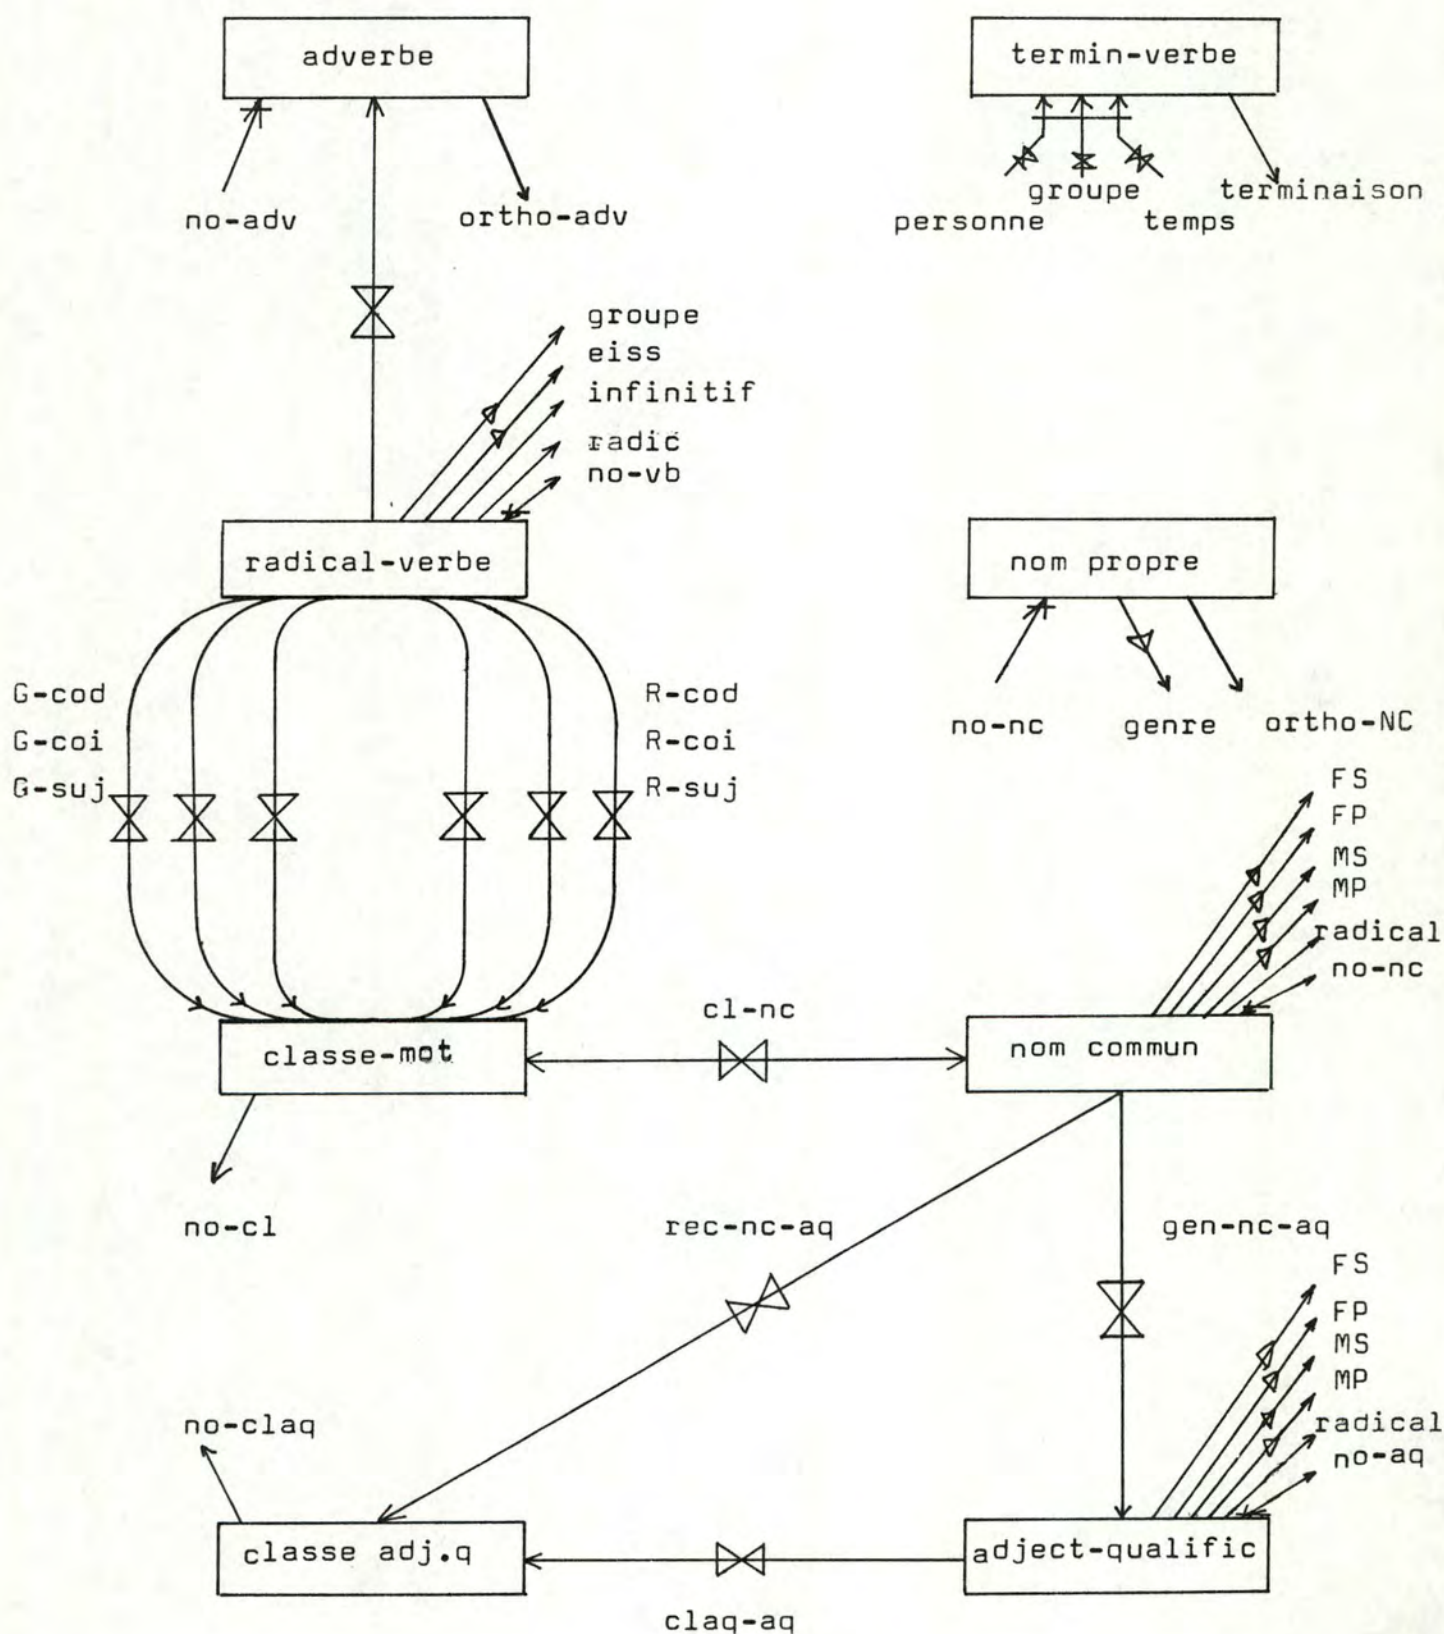 adverbe
termin-verbe
no-adv
ortho-adv
personne
groupe
temps
terminaison
groupe
eiss
infinitif
radic
no-vb
radical-verbe
nom propre
G-cod
G-coi
G-suj
R-cod
R-coi
R-suj
no-nc
genre
ortho-NC
FS
FP
MS
MP
radical
no-nc
classe-mot
cl-nc
nom commun
no-cl
rec-nc-aq
gen-nc-aq
FS
FP
MS
MP
radical
no-aq
no-claq
classe adj.q
adject-qualific
claq-aq